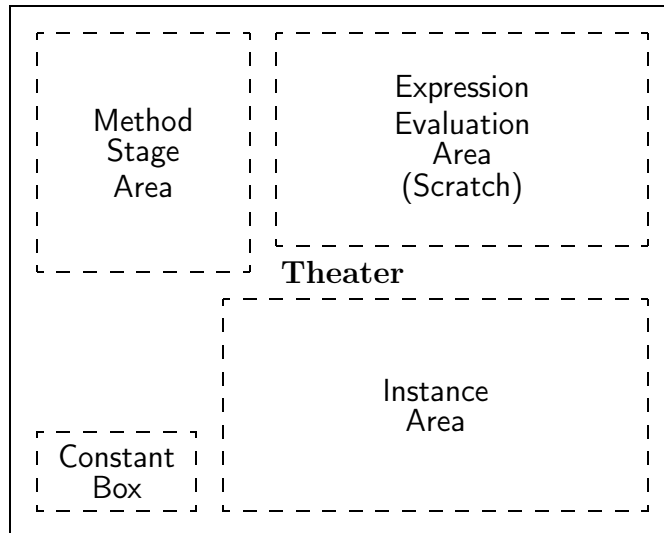 Method
Stage
Area
Expression
Evaluation
Area
(Scratch)
Theater
Instance
Area
Constant
Box